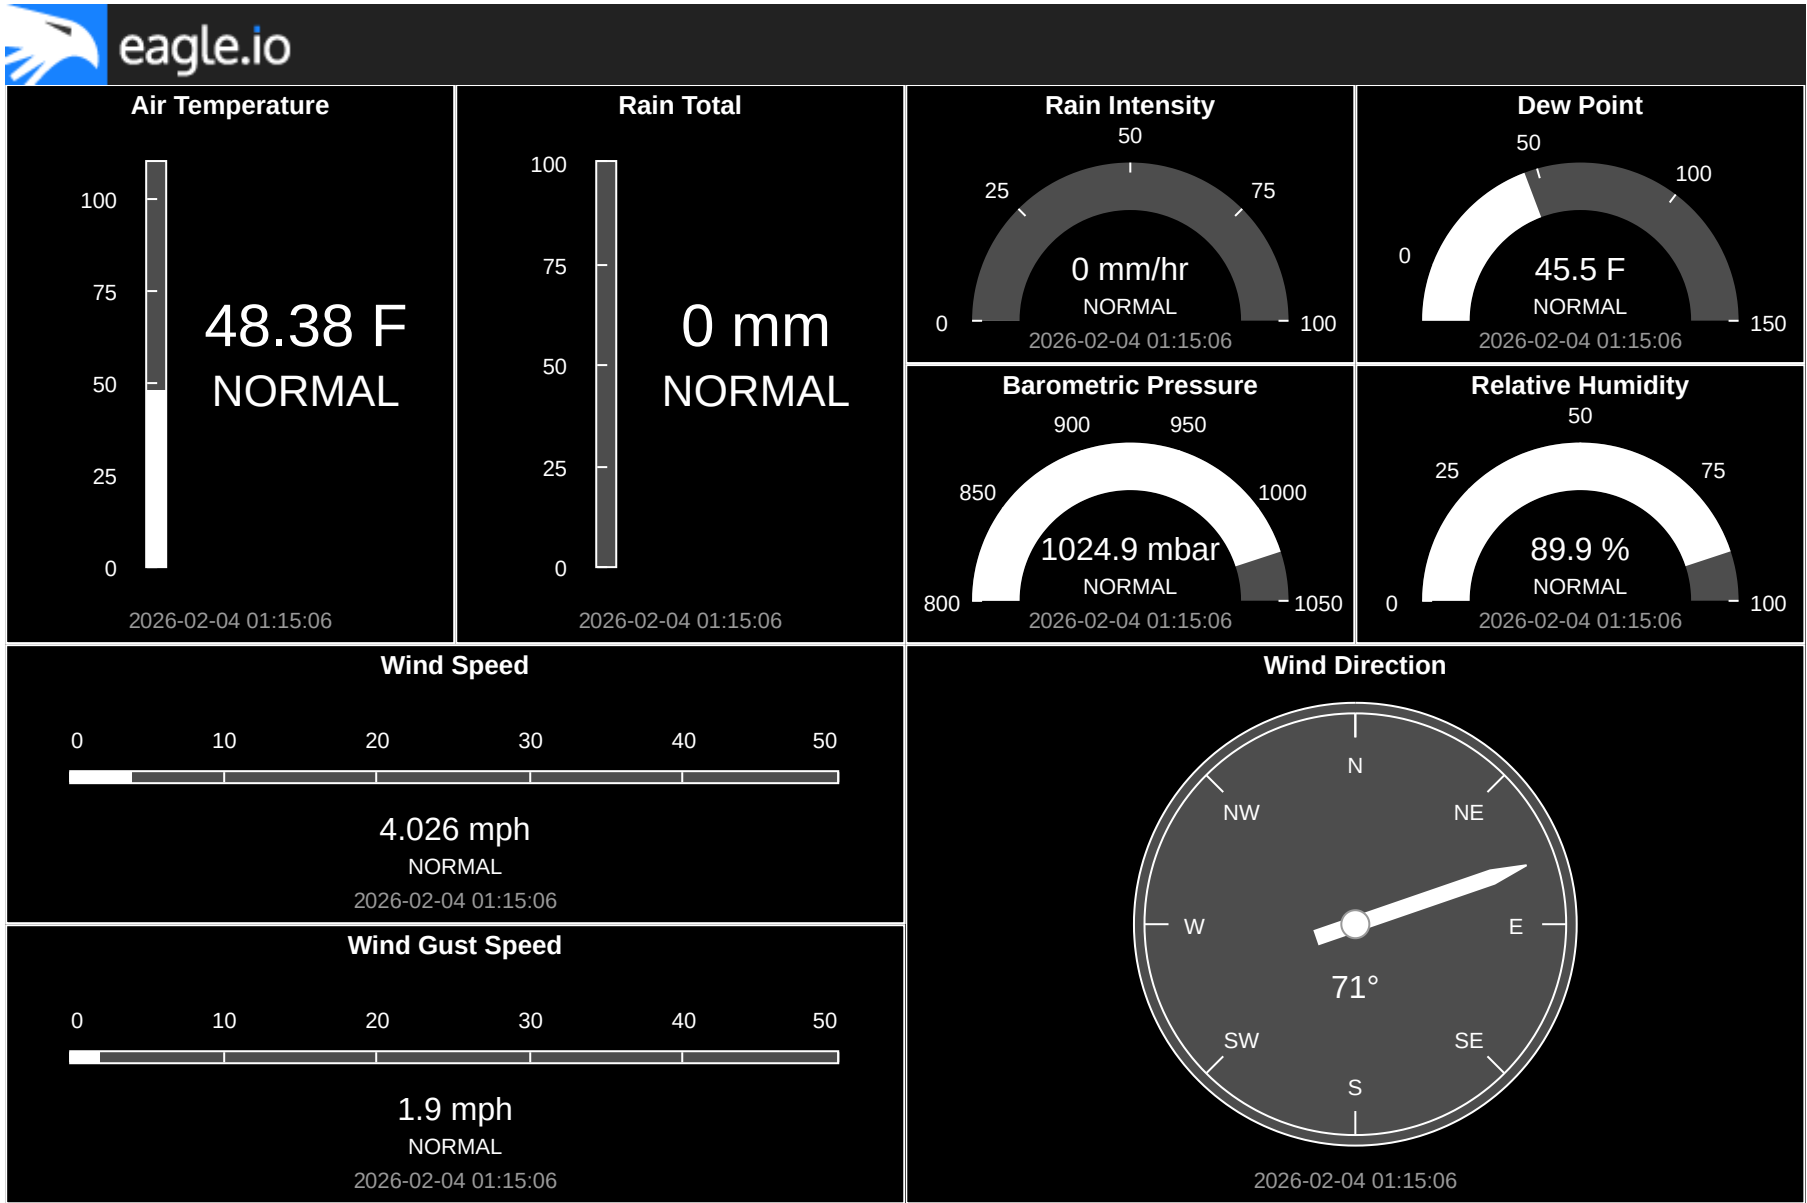 eagle.io
Air Temperature
100
75
50
25
0
48.38 F
NORMAL
2026-02-04 01:15:06
Rain Total
100
75
50
25
0
0 mm
NORMAL
2026-02-04 01:15:06
Rain Intensity
0
25
50
75
100
0 mm/hr
NORMAL
2026-02-04 01:15:06
Dew Point
0
50
100
150
45.5 F
NORMAL
2026-02-04 01:15:06
Barometric Pressure
800
850
900
950
1000
1050
1024.9 mbar
NORMAL
2026-02-04 01:15:06
Relative Humidity
0
25
50
75
100
89.9 %
NORMAL
2026-02-04 01:15:06
Wind Speed
0 10 20 30 40 50
4.026 mph
NORMAL
2026-02-04 01:15:06
Wind Gust Speed
0 10 20 30 40 50
1.9 mph
NORMAL
2026-02-04 01:15:06
Wind Direction
N
NW NE
W E
71°
SW SE
S
2026-02-04 01:15:06